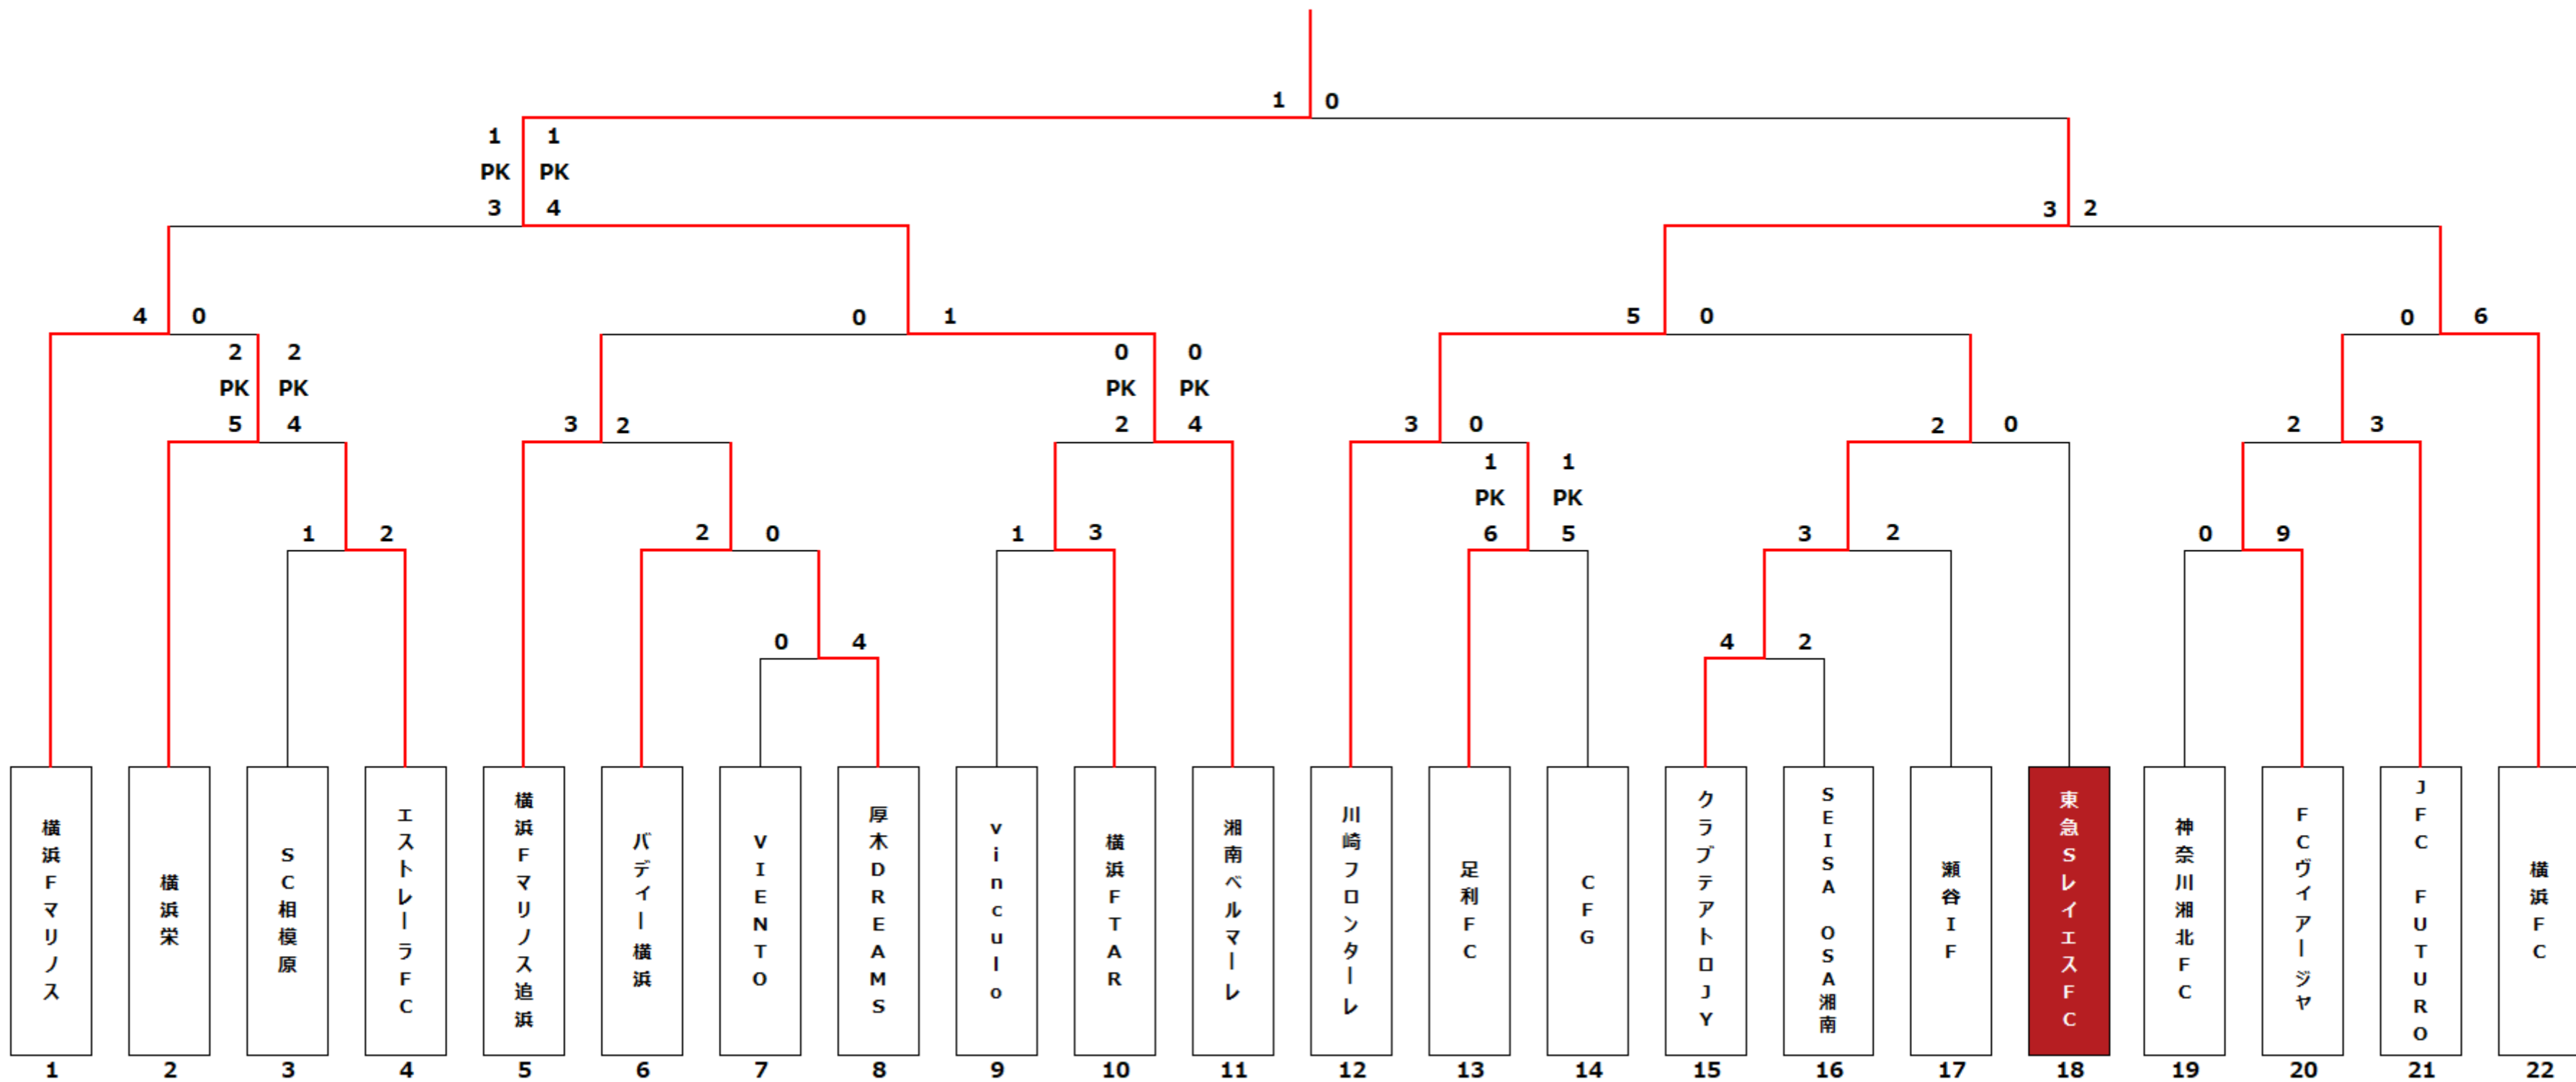 1 0
1 1
PK PK
3 4 3 2
4 0 0 1 5 0 0 6
2 2 0 0
PK PK PK PK
5 4 3 2 2 4 3 0 2 0 2 3
1 1
PK PK
1 2 2 0 1 3 6 5 3 2 0 9
0 4 4 2
横浜Fマリノス
横浜栄
SC相模原
エストレーラFC
横浜Fマリノス追浜
バディー横浜
VIENTO
厚木DREAMS
vinculo
横浜FTAR
湘南ベルマーレ
川崎フロンターレ
足利FC
CFG
クラブテアトロJY
SEISA OSA湘南
瀬谷IF
東急SレイエスFC
神奈川湘北FC
FCヴィアージヤ
JFC FUTURO
横浜FC
1 2 3 4 5 6 7 8 9 10 11 12 13 14 15 16 17 18 19 20 21 22